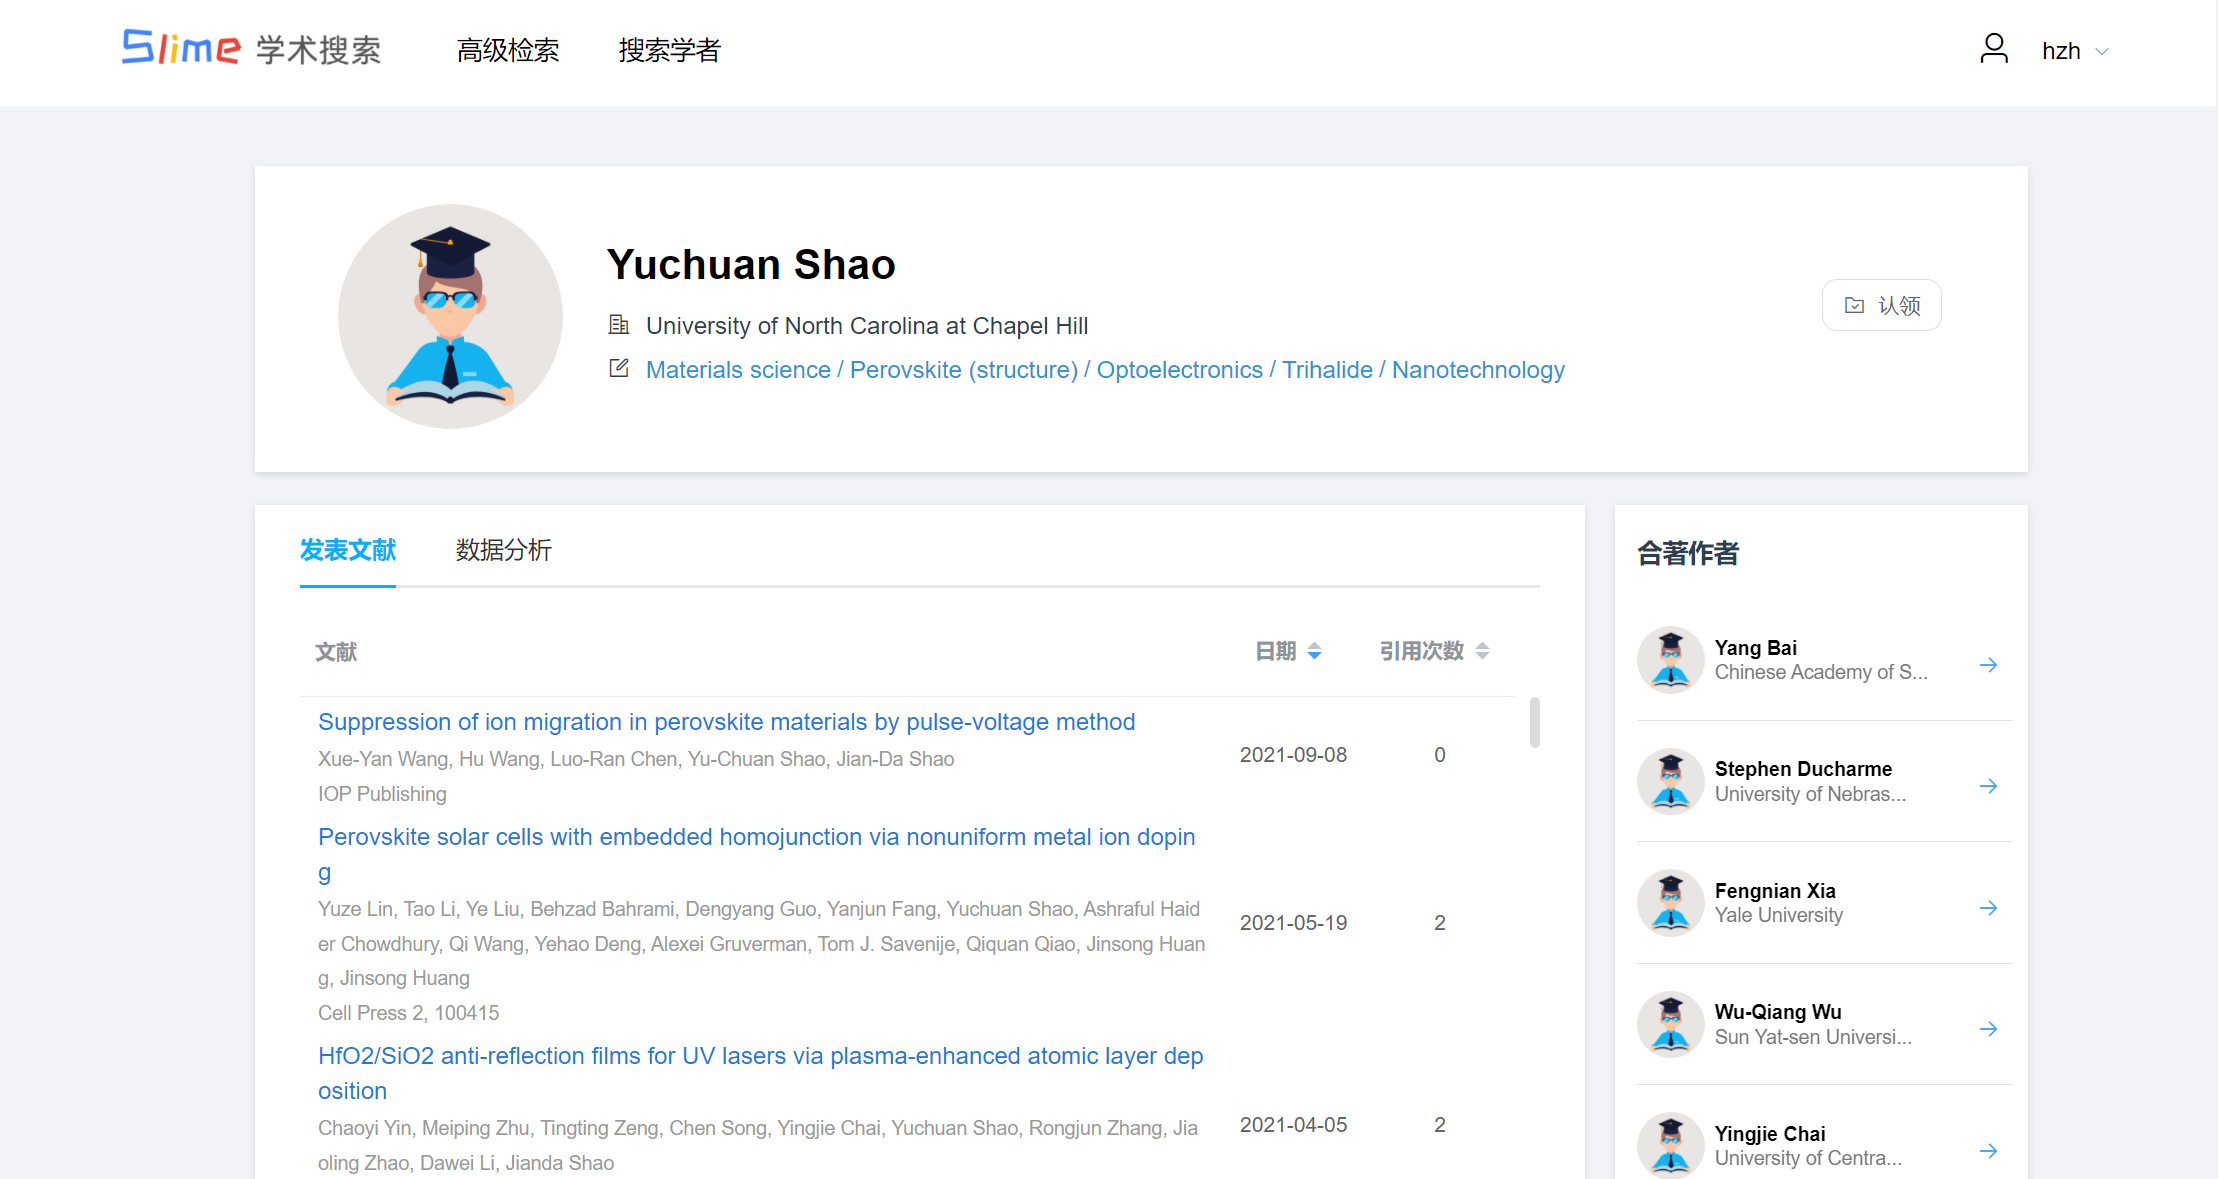 Slime 学术搜索
高级检索
搜索学者
hzh
Yuchuan Shao
University of North Carolina at Chapel Hill
Materials science / Perovskite (structure) / Optoelectronics / Trihalide / Nanotechnology
认领
发表文献
数据分析
文献
日期
引用次数
Suppression of ion migration in perovskite materials by pulse-voltage method
Xue-Yan Wang, Hu Wang, Luo-Ran Chen, Yu-Chuan Shao, Jian-Da Shao
IOP Publishing
2021-09-08
0
Perovskite solar cells with embedded homojunction via nonuniform metal ion dopin
g
Yuze Lin, Tao Li, Ye Liu, Behzad Bahrami, Dengyang Guo, Yanjun Fang, Yuchuan Shao, Ashraful Haid
er Chowdhury, Qi Wang, Yehao Deng, Alexei Gruverman, Tom J. Savenije, Qiquan Qiao, Jinsong Huan
g, Jinsong Huang
Cell Press 2, 100415
2021-05-19
2
HfO2/SiO2 anti-reflection films for UV lasers via plasma-enhanced atomic layer dep
osition
Chaoyi Yin, Meiping Zhu, Tingting Zeng, Chen Song, Yingjie Chai, Yuchuan Shao, Rongjun Zhang, Jia
oling Zhao, Dawei Li, Jianda Shao
2021-04-05
2
合著作者
Yang Bai
Chinese Academy of S...
Stephen Ducharme
University of Nebras...
Fengnian Xia
Yale University
Wu-Qiang Wu
Sun Yat-sen Universi...
Yingjie Chai
University of Centra...